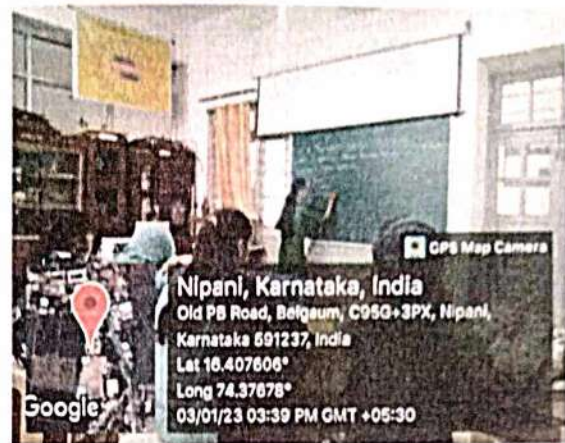 GPS Map Camera
Nipani, Karnataka, India
Old PB Road, Belgaum, C95G+3PX, Nipani,
Karnataka 591237, India
Lat 16.407606°
Long 74.37678°
03/01/23 03:39 PM GMT +05:30
Google